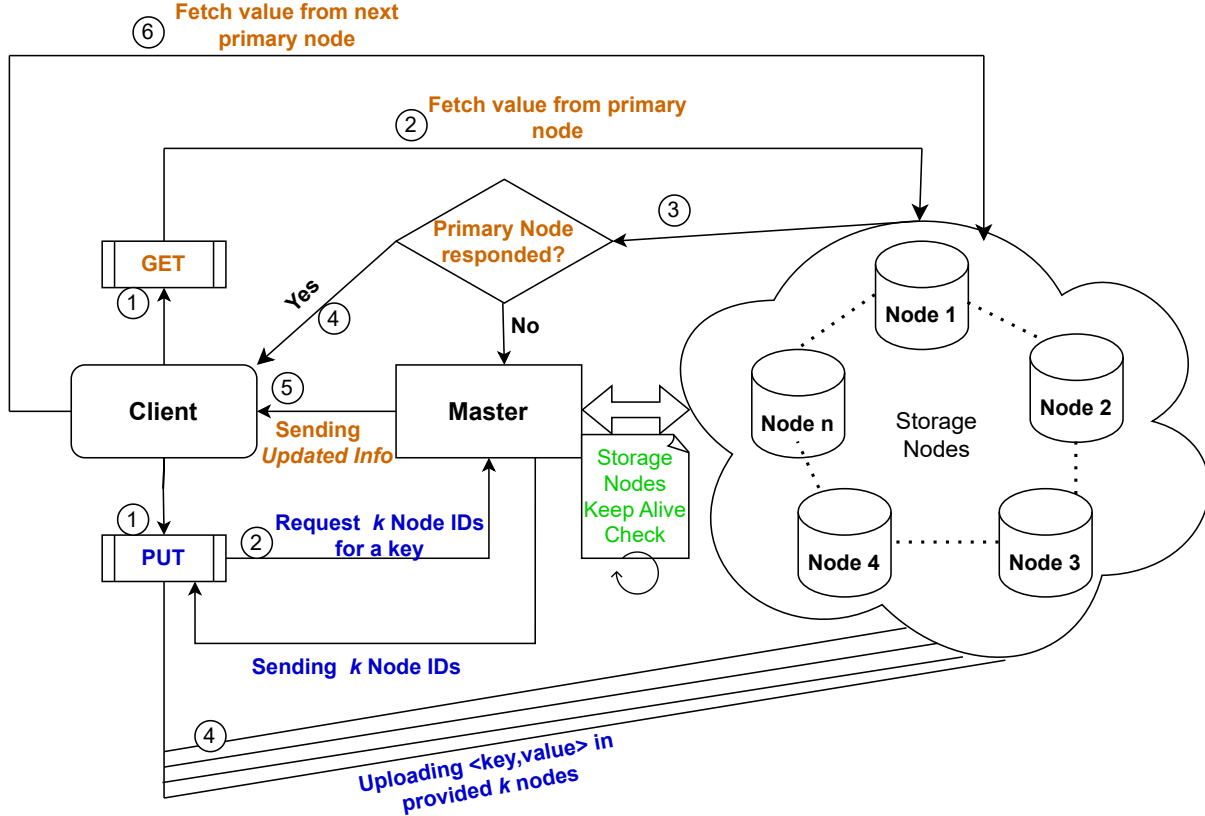 6
Fetch value from next
primary node
2
Fetch value from primary
node
3
Primary Node
responded?
GET
1
Yes
4
No
Node 1
Node 2
Node n
Storage
Nodes
Node 4
Node 3
Client
5
Master
Sending
Updated Info
Storage
Nodes
Keep Alive
Check
1
PUT
2
Request k Node IDs
for a key
Sending k Node IDs
4
Uploading <key,value> in
provided k nodes